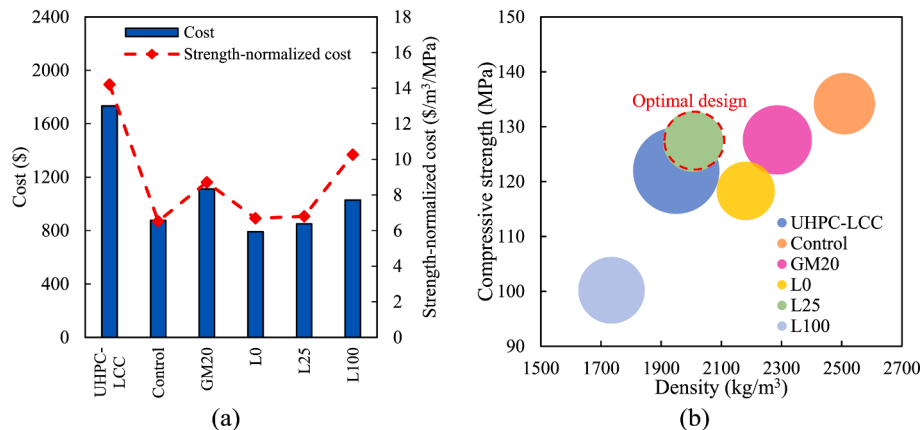 2400
2000
1600
1200
800
400
0
Cost ($)
Cost
Strength-normalized cost
18
16
14
12
10
8
6
4
2
0
Strength-normalized cost ($/m³/MPa)
UHPC-
LCC
Control
GM20
L0
L25
L100
(a)
150
140
130
120
110
100
90
Compressive strength (MPa)
Optimal design
UHPC-LCC
Control
GM20
L0
L25
L100
1500
1700
1900
2100
2300
2500
2700
Density (kg/m³)
(b)